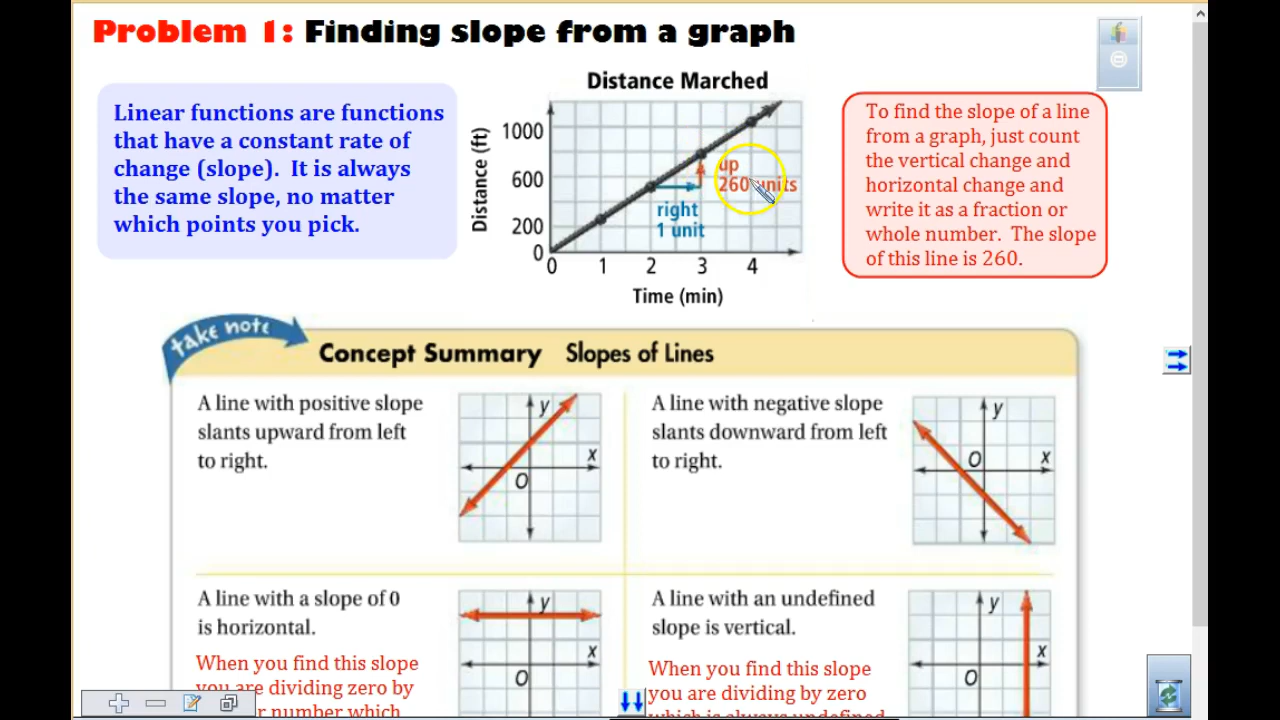 Problem 1: Finding slope from a graph
Linear functions are functions
that have a constant rate of
change (slope). It is always
the same slope, no matter
which points you pick.
Distance Marched
Distance (ft)
1000
600
200
0
up
260 units
right
1 unit
0 1 2 3 4
Time (min)
To find the slope of a line
from a graph, just count
the vertical change and
horizontal change and
write it as a fraction or
whole number. The slope
of this line is 260.
take note
Concept Summary Slopes of Lines
A line with positive slope
slants upward from left
to right.
y
x
O
A line with negative slope
slants downward from left
to right.
y
x
O
A line with a slope of 0
is horizontal.
When you find this slope
you are dividing zero by
number which
y
x
O
A line with an undefined
slope is vertical.
When you find this slope
you are dividing by zero
which is always undefined
y
x
O